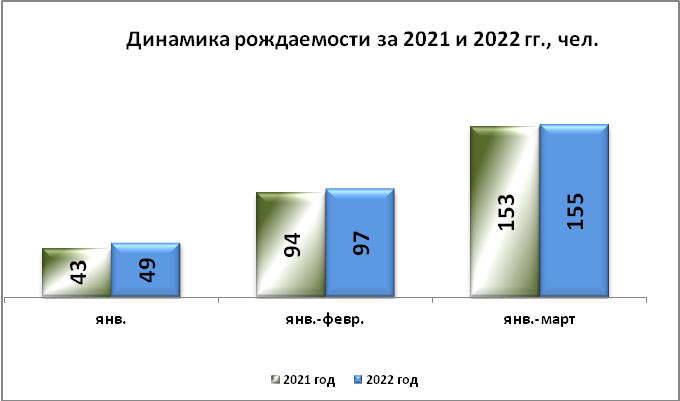 Динамика рождаемости за 2021 и 2022 гг., чел.
43
49
94
97
153
155
янв.
янв.-февр.
янв.-март
2021 год
2022 год